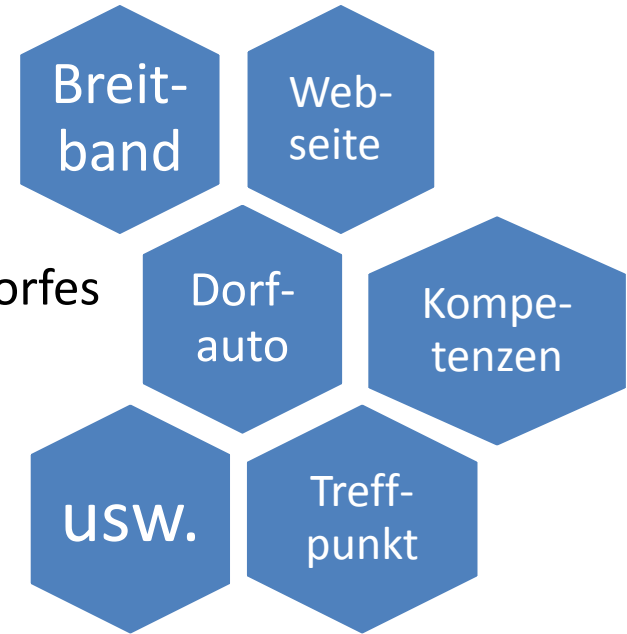 Breit-
band
Web-
seite
orfes
Dorf-
auto
Kompe-
tenzen
usw.
Treff-
punkt